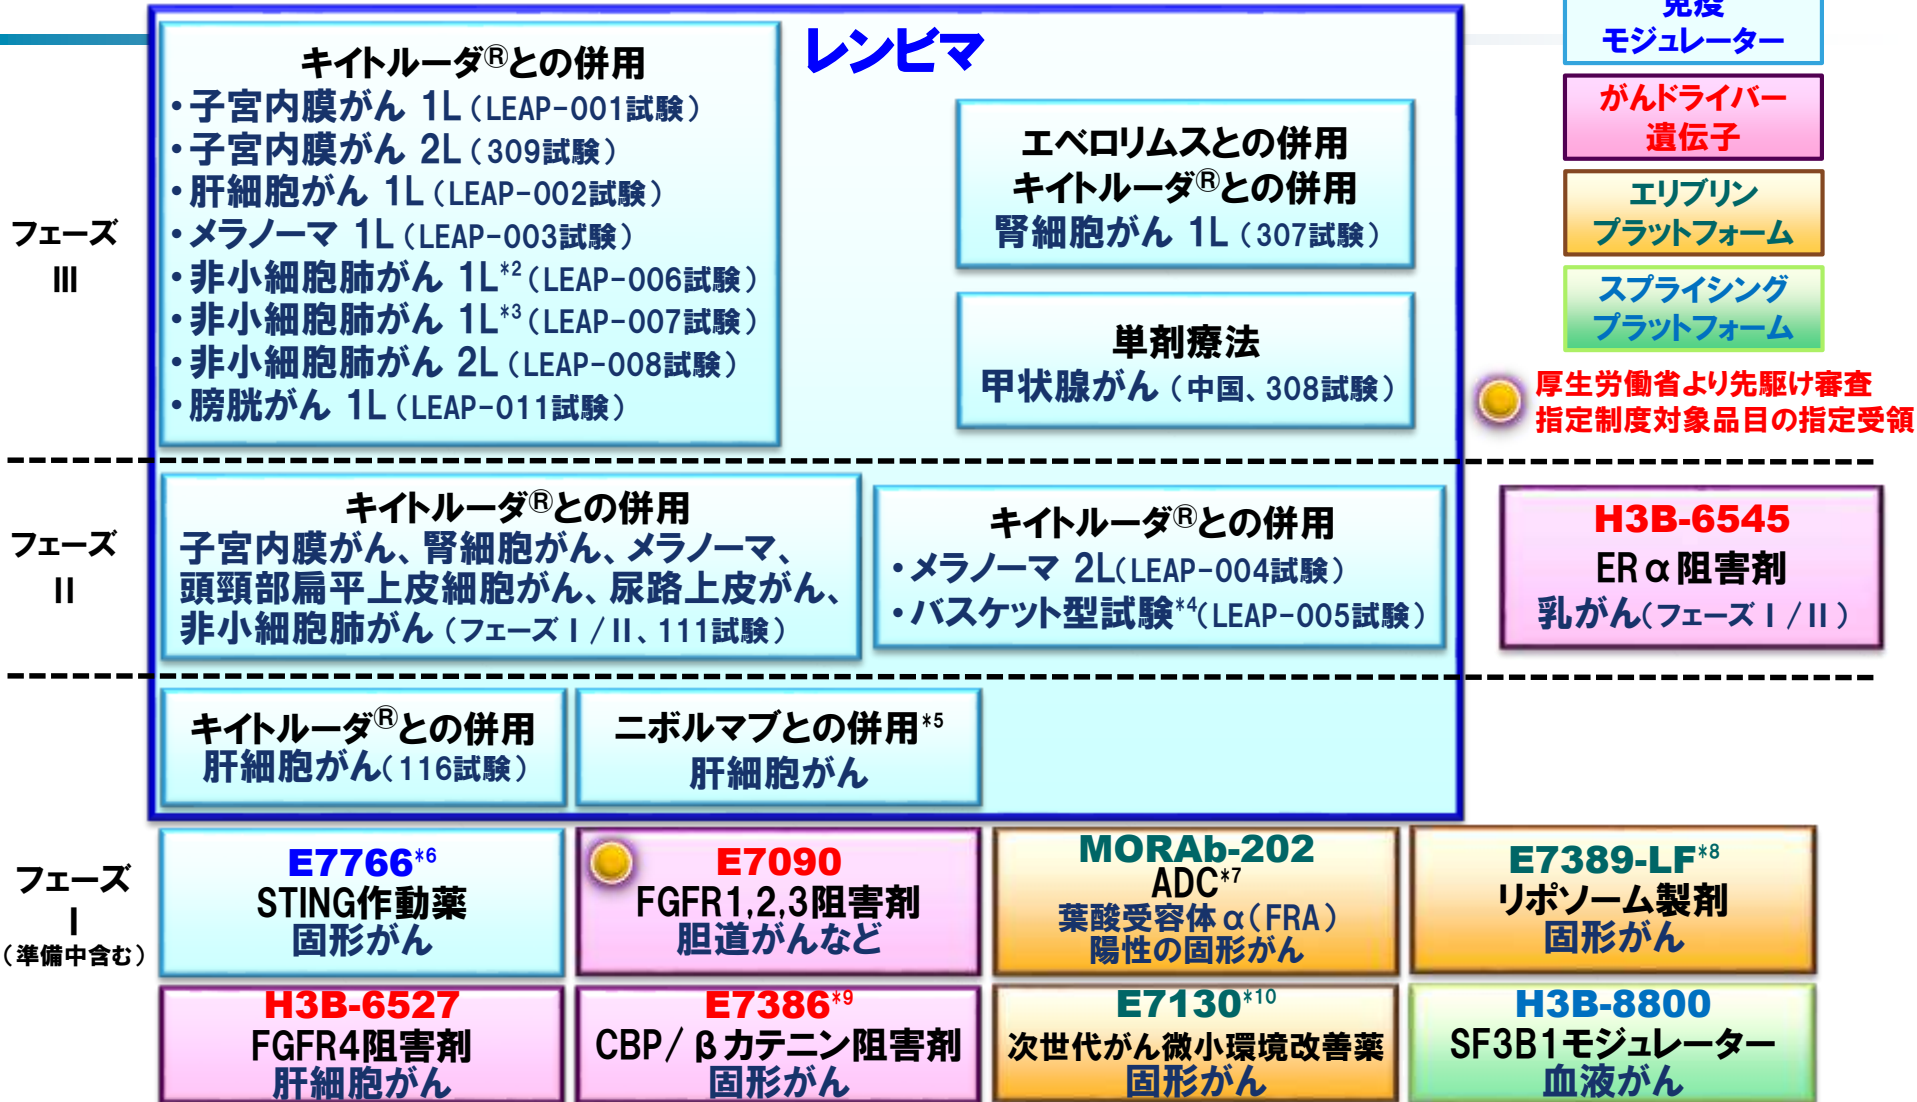 レンビマ
フェーズ
III
キイトルーダ®との併用
・子宮内膜がん 1L（LEAP-001試験）
・子宮内膜がん 2L（309試験）
・肝細胞がん 1L（LEAP-002試験）
・メラノーマ 1L（LEAP-003試験）
・非小細胞肺がん 1L*2（LEAP-006試験）
・非小細胞肺がん 1L*3（LEAP-007試験）
・非小細胞肺がん 2L（LEAP-008試験）
・膀胱がん 1L（LEAP-011試験）
エベロリムスとの併用
キイトルーダ®との併用
腎細胞がん 1L（307試験）
単剤療法
甲状腺がん（中国、308試験）
免疫
モジュレーター
がんドライバー
遺伝子
エリブリン
プラットフォーム
スプライシング
プラットフォーム
厚生労働省より先駆け審査
指定制度対象品目の指定受領
フェーズ
II
キイトルーダ®との併用
子宮内膜がん、腎細胞がん、メラノーマ、
頭頸部扁平上皮細胞がん、尿路上皮がん、
非小細胞肺がん（フェーズⅠ/II、111試験）
キイトルーダ®との併用
・メラノーマ 2L(LEAP-004試験）
・バスケット型試験*4(LEAP-005試験）
H3B-6545
ERα阻害剤
乳がん(フェーズⅠ/II）
フェーズ
I
（準備中含む）
キイトルーダ®との併用
肝細胞がん(116試験）
ニボルマブとの併用*5
肝細胞がん
E7766*6
STING作動薬
固形がん
E7090
FGFR1,2,3阻害剤
胆道がんなど
MORAb-202
ADC*7
葉酸受容体α(FRA)
陽性の固形がん
E7389-LF*8
リポソーム製剤
固形がん
H3B-6527
FGFR4阻害剤
肝細胞がん
E7386*9
CBP/βカテニン阻害剤
固形がん
E7130*10
次世代がん微小環境改善薬
固形がん
H3B-8800
SF3B1モジュレーター
血液がん